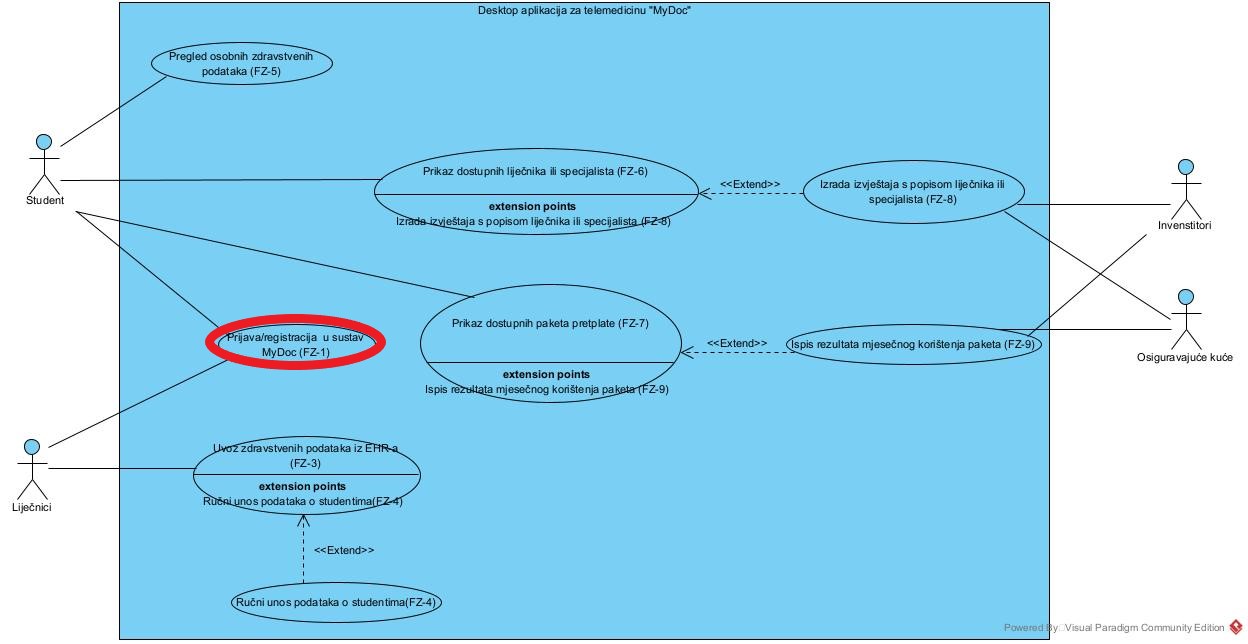 Desktop aplikacija za telemedicinu "MyDoc"
Pregled osobnih zdravstvenih
podataka (FZ-5)
Student
Prikaz dostupnih liječnika ili specijalista (FZ-6)
extension points
Izrada izvještaja s popisom liječnika ili specijalista (FZ-8)
<<Extend>>
Izrada izvještaja s popisom liječnika ili
specijalista (FZ-8)
Invenstitori
Prijava/registracija u sustav
MyDoc (FZ-1)
Prikaz dostupnih paketa pretplate (FZ-7)
extension points
Ispis rezultata mjesečnog korištenja paketa (FZ-9)
<<Extend>>
Ispis rezultata mjesečnog korištenja paketa (FZ-9)
Osiguravajuće kuće
Liječnici
Uvoz zdravstvenih podataka iz EHR-a
(FZ-3)
extension points
Ručni unos podataka o studentima(FZ-4)
<<Extend>>
Ručni unos podataka o studentima(FZ-4)
Powered By Visual Paradigm Community Edition